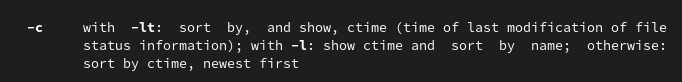 -c with -lt: sort by, and show, ctime (time of last modification of file
status information); with -l: show ctime and sort by name; otherwise:
sort by ctime, newest first